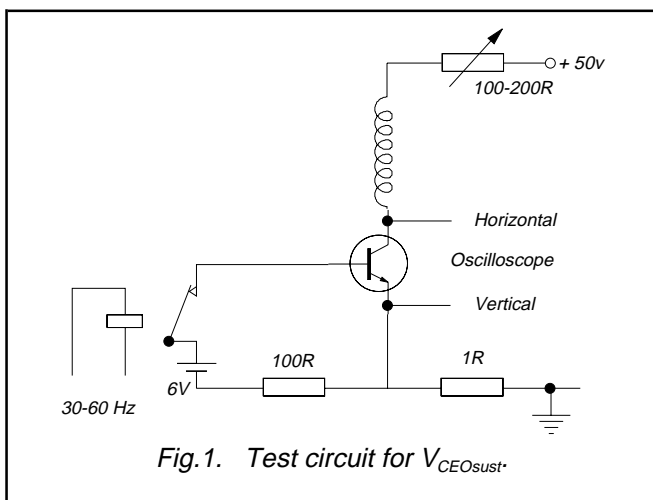 + 50v
100-200R
Horizontal
Oscilloscope
Vertical
100R
1R
6V
30-60 Hz
Fig.1. Test circuit for VCEOsust.